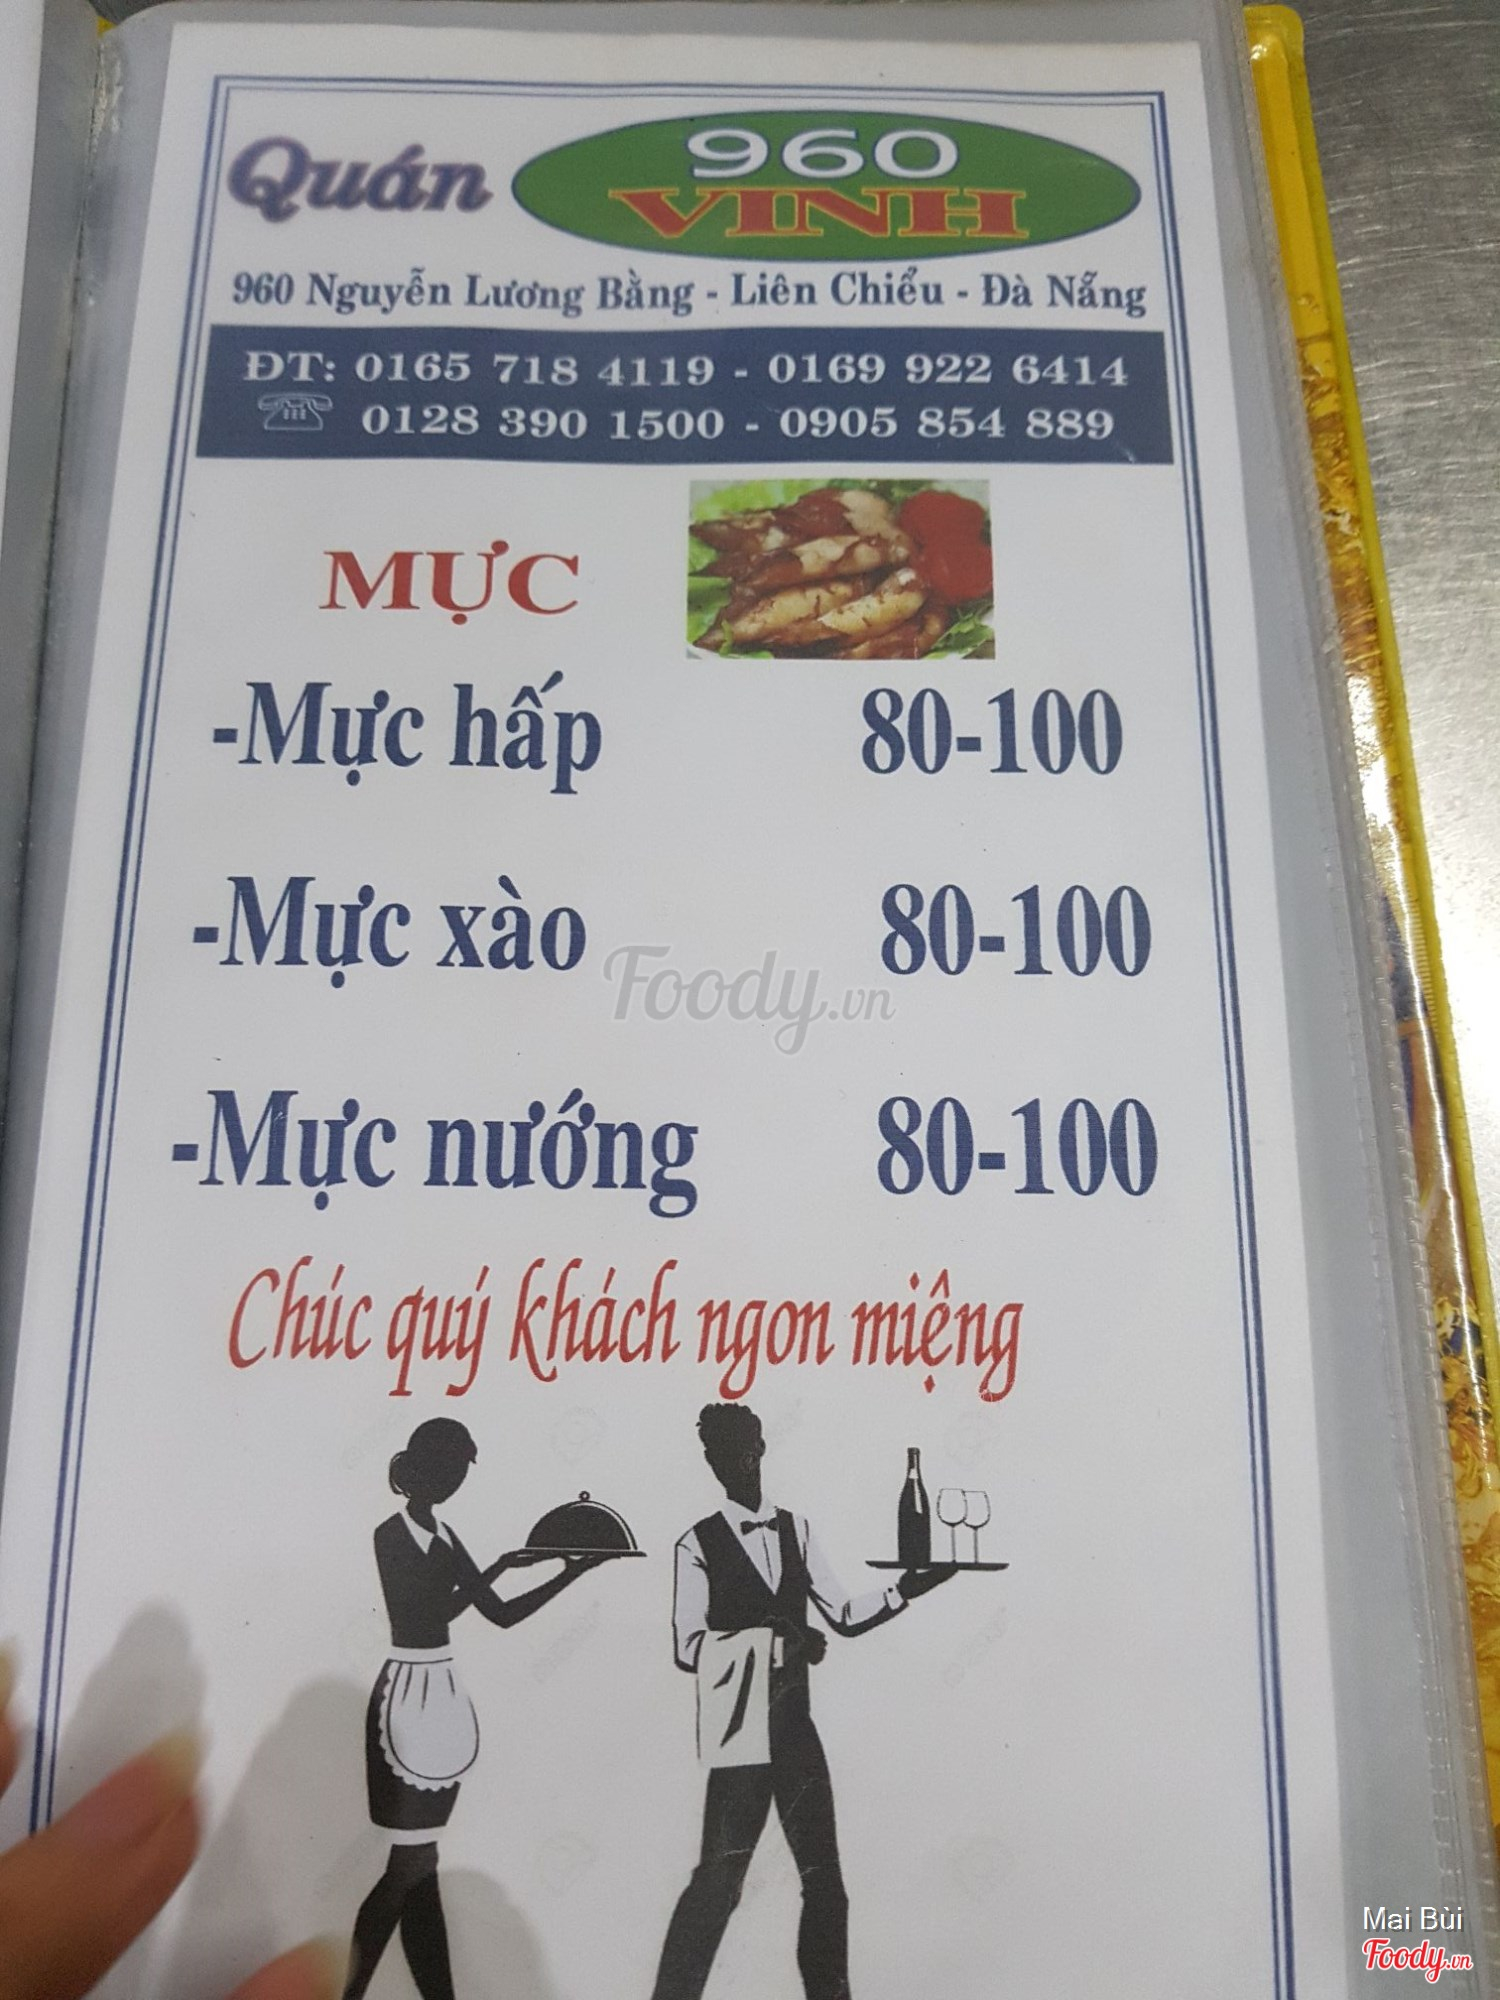 Quán 960 VINH
960 Nguyễn Lương Bằng - Liên Chiểu - Đà Nẵng
ĐT: 0165 718 4119 - 0169 922 6414
0128 390 1500 - 0905 854 889
MỰC
-Mực hấp 80-100
-Mực xào 80-100
Foody.vn
-Mực nướng 80-100
Chúc quý khách ngon miệng
Mai Bùi
Foody.vn